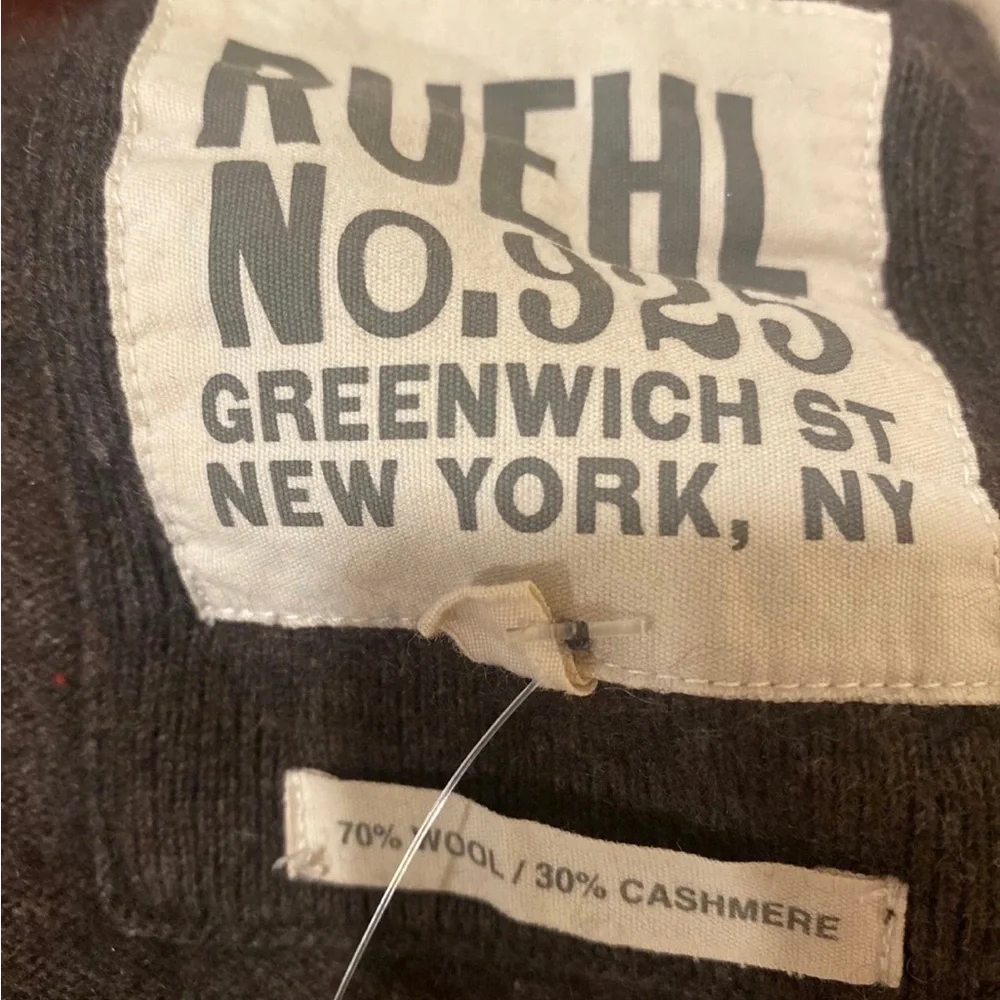 RUEHL
NO.925
GREENWICH ST
NEW YORK, NY
70% WOOL / 30% CASHMERE